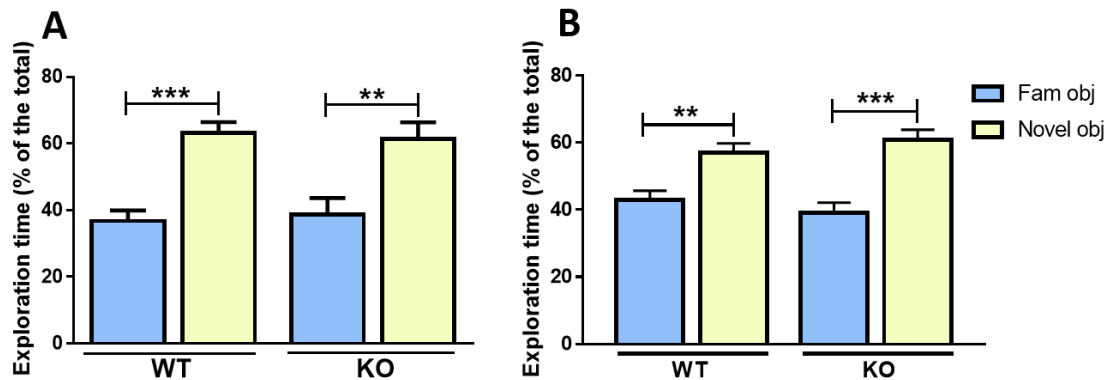 A
Exploration time (% of the total)
80
60
40
20
0
***
**
WT
KO
B
Exploration time (% of the total)
80
60
40
20
0
**
***
WT
KO
Fam obj
Novel obj